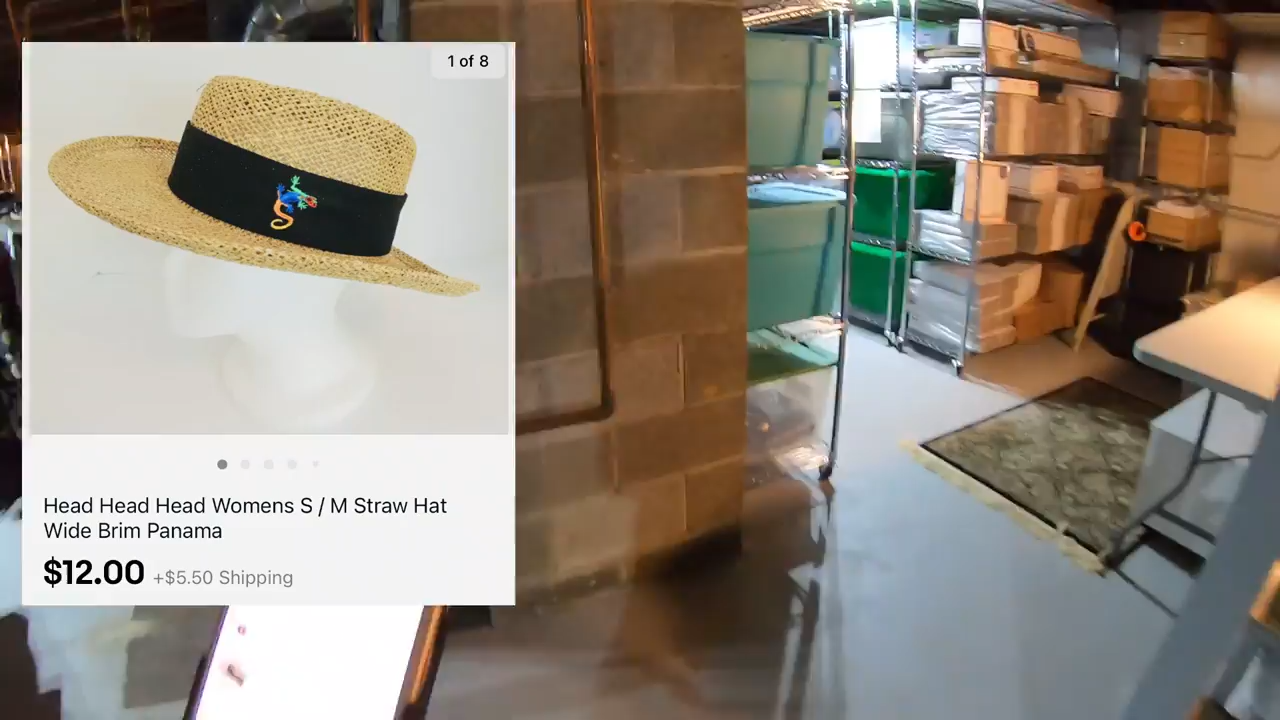 1 of 8
Head Head Head Womens S / M Straw Hat
Wide Brim Panama
$12.00 +$5.50 Shipping